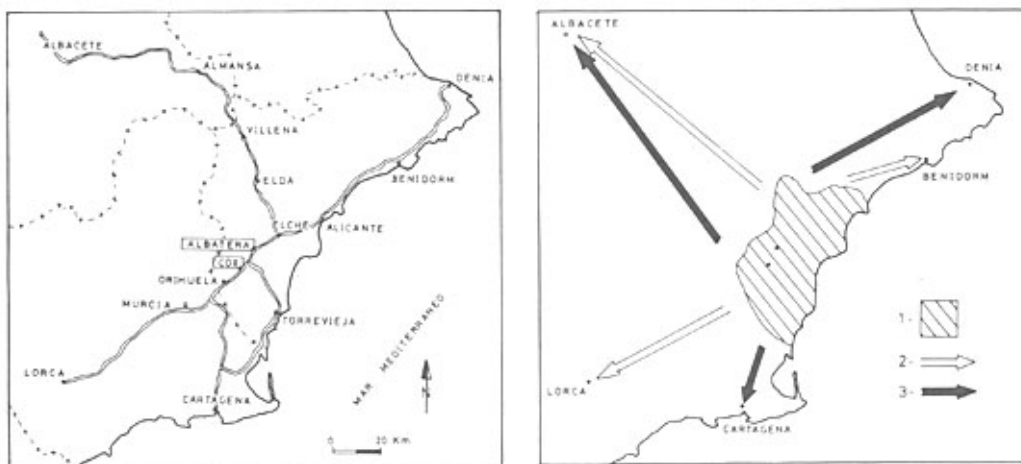 ALBACETE
ALMANSA
DENIA
VILLENA
ELDA
BENIDORM
ELCHE
ALICANTE
ALBATERA
COX
ORIHUELA
MURCIA
TORREVIEJA
MAR MEDITERRANEO
LORCA
CARTAGENA
N
0 20 Km
ALBACETE
DENIA
BENIDORM
1-
2-
3-
LORCA
CARTAGENA